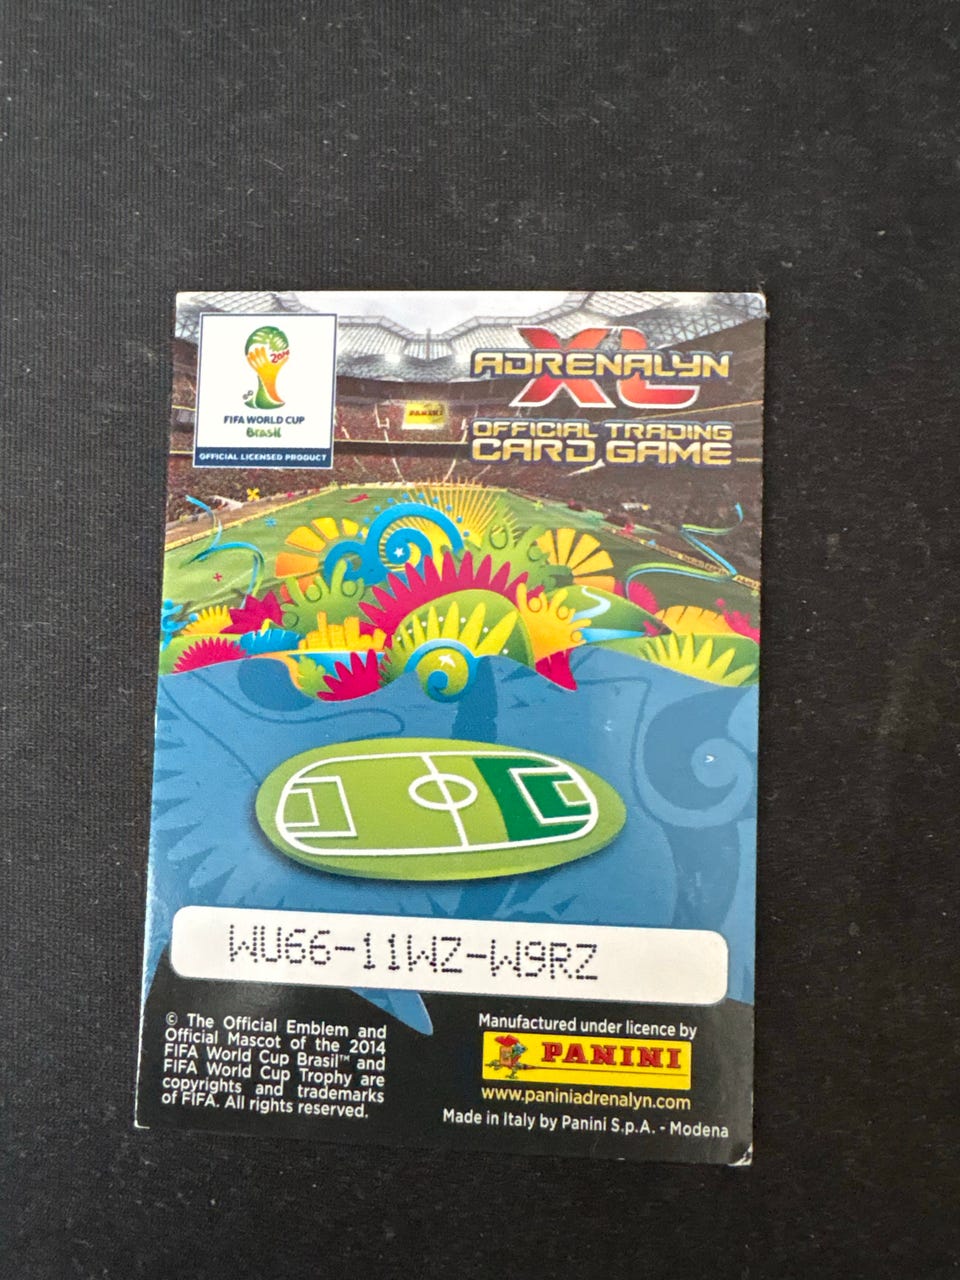 2014
FIFA WORLD CUP
Brasil
OFFICIAL LICENSED PRODUCT
ADRENALYN
XL
OFFICIAL TRADING
CARD GAME
PANINI
WU66-11WZ-W9RZ
© The Official Emblem and
Official Mascot of the 2014
FIFA World Cup Brasil™ and
FIFA World Cup Trophy are
copyrights and trademarks
of FIFA. All rights reserved.
Manufactured under licence by
PANINI
www.paniniadrenalyn.com
Made in Italy by Panini S.p.A. - Modena